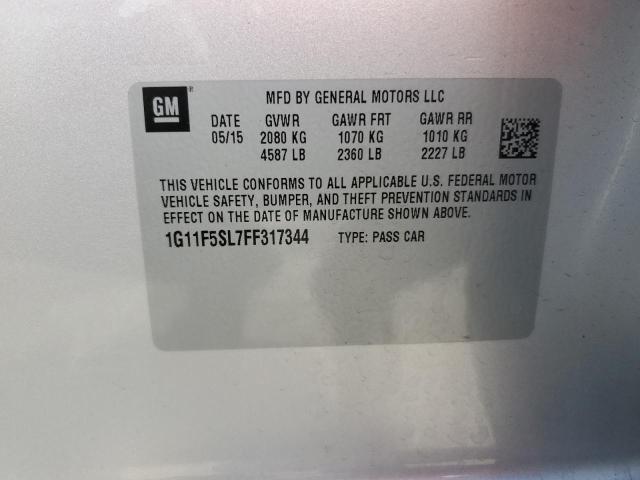 GM ®
MFD BY GENERAL MOTORS LLC
DATE GVWR GAWR FRT GAWR RR
05/15 2080 KG 1070 KG 1010 KG
4587 LB 2360 LB 2227 LB
THIS VEHICLE CONFORMS TO ALL APPLICABLE U.S. FEDERAL MOTOR
VEHICLE SAFETY, BUMPER, AND THEFT PREVENTION STANDARDS IN
EFFECT ON THE DATE OF MANUFACTURE SHOWN ABOVE.
1G11F5SL7FF317344 TYPE: PASS CAR